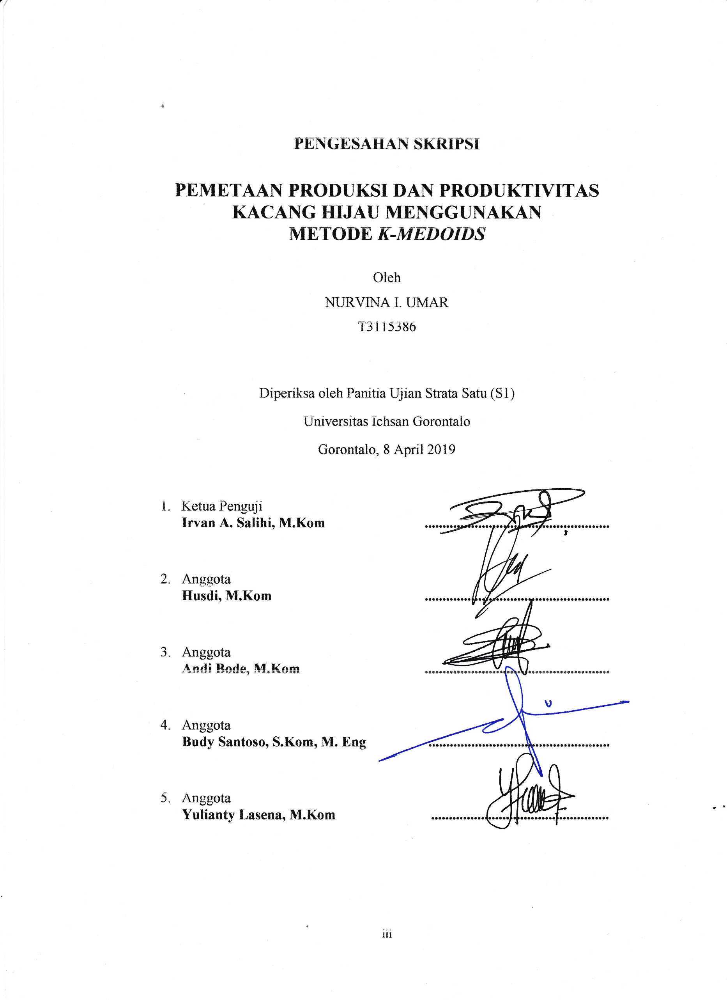 PENGESAHAN SKRIPSI
PEMETAAN PRODUKSI DAN PRODUKTIVITAS
KACANG HIJAU MENGGUNAKAN
METODE K-MEDOIDS
Oleh
NURVINA I. UMAR
T3115386
Diperiksa oleh Panitia Ujian Strata Satu (S1)
Universitas Ichsan Gorontalo
Gorontalo, 8 April 2019
1. Ketua Penguji
Irvan A. Salihi, M.Kom
2. Anggota
Husdi, M.Kom
3. Anggota
Andi Bode, M.Kom
4. Anggota
Budy Santoso, S.Kom, M. Eng
5. Anggota
Yulianty Lasena, M.Kom
iii